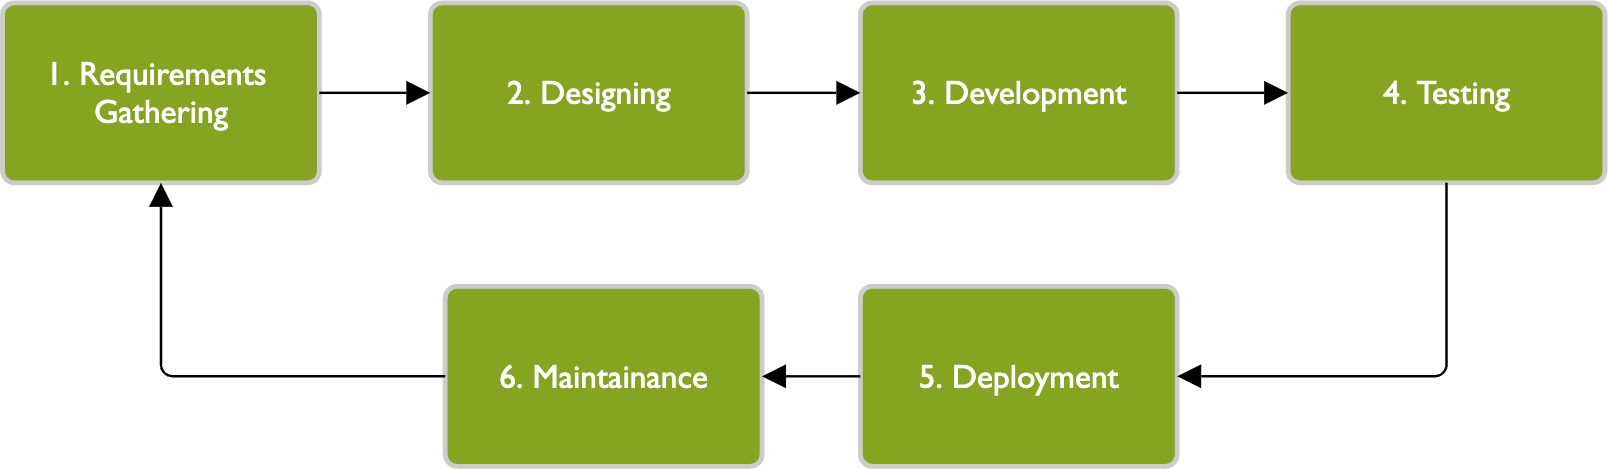 1. Requirements
Gathering
2. Designing
3. Development
4. Testing
6. Maintainance
5. Deployment